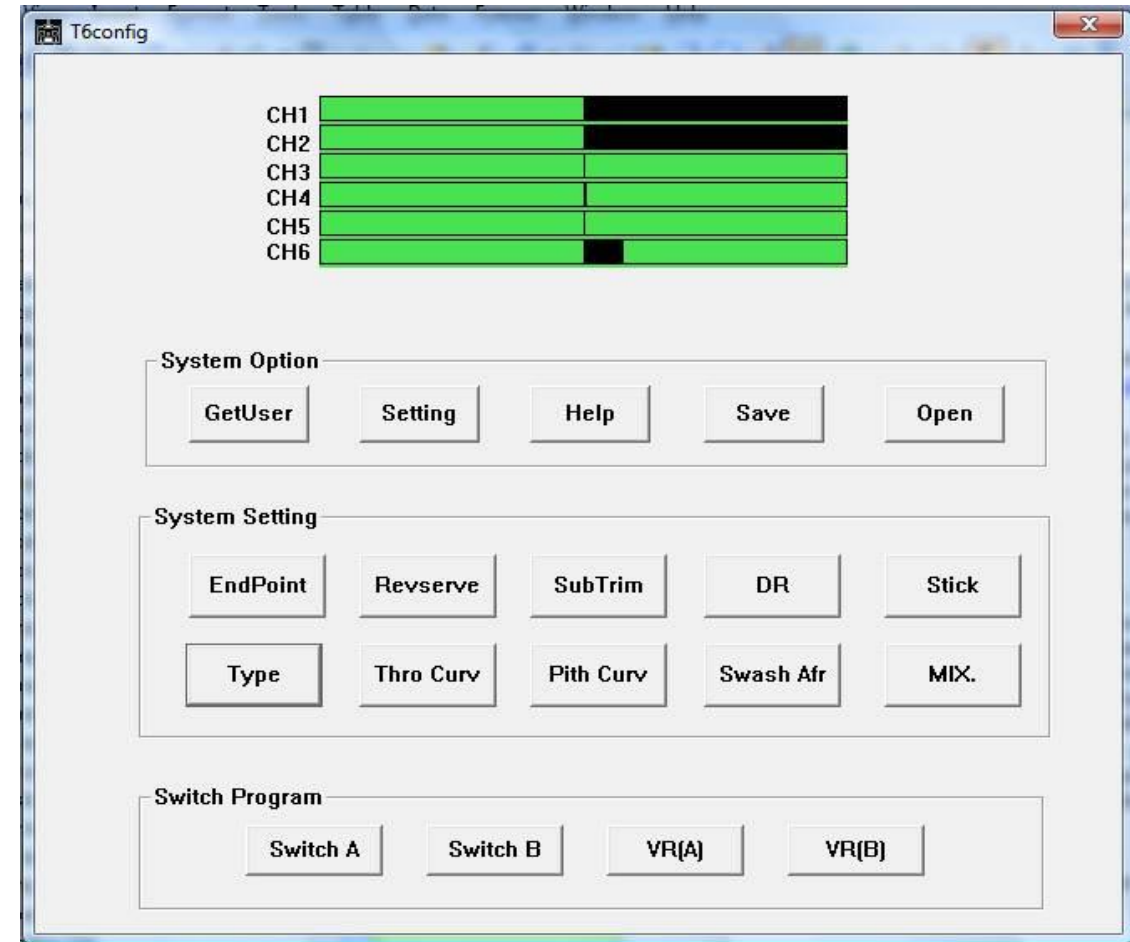 T6config
CH1
CH2
CH3
CH4
CH5
CH6
System Option
GetUser Setting Help Save Open
System Setting
EndPoint Revserve SubTrim DR Stick
Type Thro Curv Pith Curv Swash Afr MIX.
Switch Program
Switch A Switch B VR(A) VR(B)